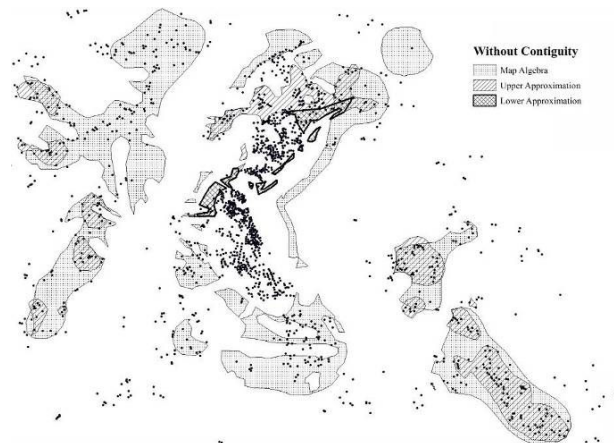 Without Contiguity
Map Algebra
Upper Approximation
Lower Approximation